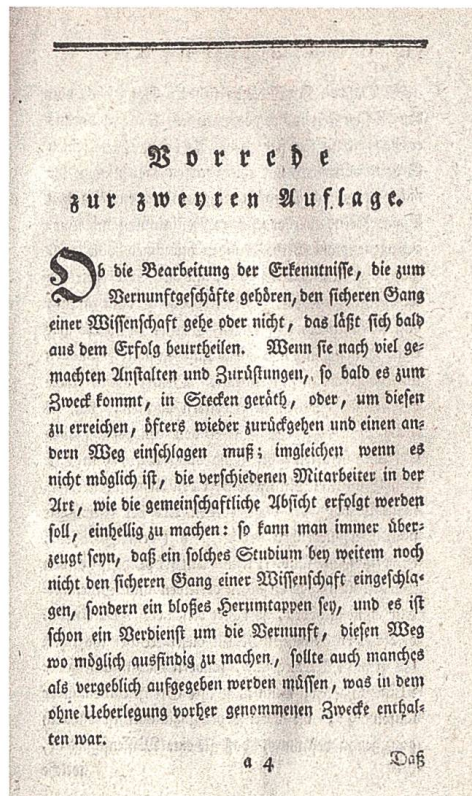 Vorrede
zur zweyten Auflage.
Ob die Bearbeitung der Erkenntnisse, die zum
Vernunftgeschäfte gehören, den sicheren Gang
einer Wissenschaft gehe oder nicht, das läßt sich bald
aus dem Erfolg beurtheilen. Wenn sie nach viel ge-
machten Anstalten und Zurüstungen, so bald es zum
Zweck kommt, in Stecken geräth, oder, um diesen
zu erreichen, öfters wieder zurückgehen und einen an-
dern Weg einschlagen muß; imgleichen wenn es
nicht möglich ist, die verschiedenen Mitarbeiter in der
Art, wie die gemeinschaftliche Absicht erfolgt werden
soll, einhellig zu machen: so kann man immer über-
zeugt seyn, daß ein solches Studium bey weitem noch
nicht den sicheren Gang einer Wissenschaft eingeschla-
gen, sondern ein bloßes Herumtappen sey, und es ist
schon ein Verdienst um die Vernunft, diesen Weg
wo möglich ausfindig zu machen, sollte auch manches
als vergeblich aufgegeben werden müssen, was in dem
ohne Ueberlegung vorher genommenen Zwecke enthal-
ten war.
a 4 Daß